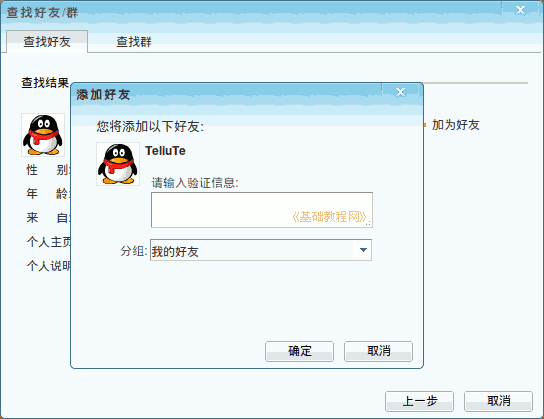 查找好友/群
查找好友 查找群
查找结果
添加好友
您将添加以下好友:
TeliuTe
加为好友
请输入验证信息:
《基础教程网》
性 别:
年 龄:
来 自:
个人主页
个人说明
分组: 我的好友
确定 取消
上一步 取消